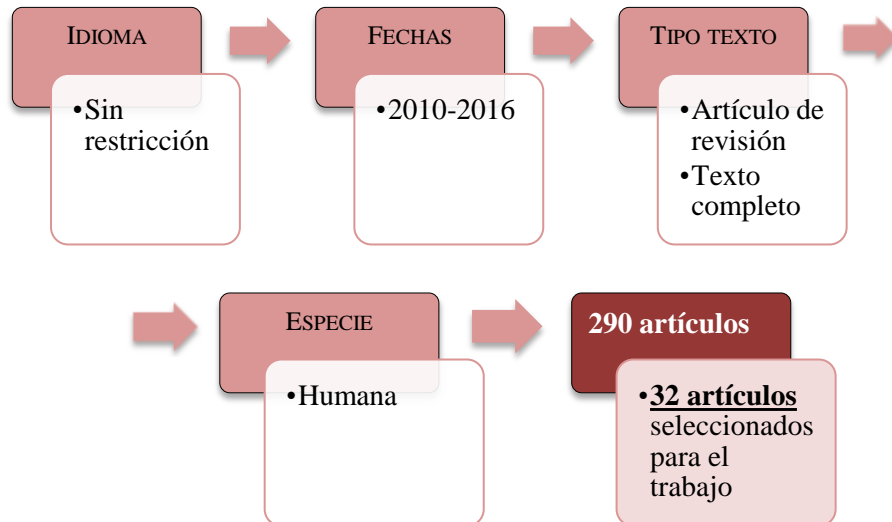 IDIOMA
•Sin
restricción
FECHAS
•2010-2016
TIPO TEXTO
•Artículo de
revisión
•Texto
completo
ESPECIE
•Humana
290 artículos
•32 artículos
seleccionados
para el
trabajo